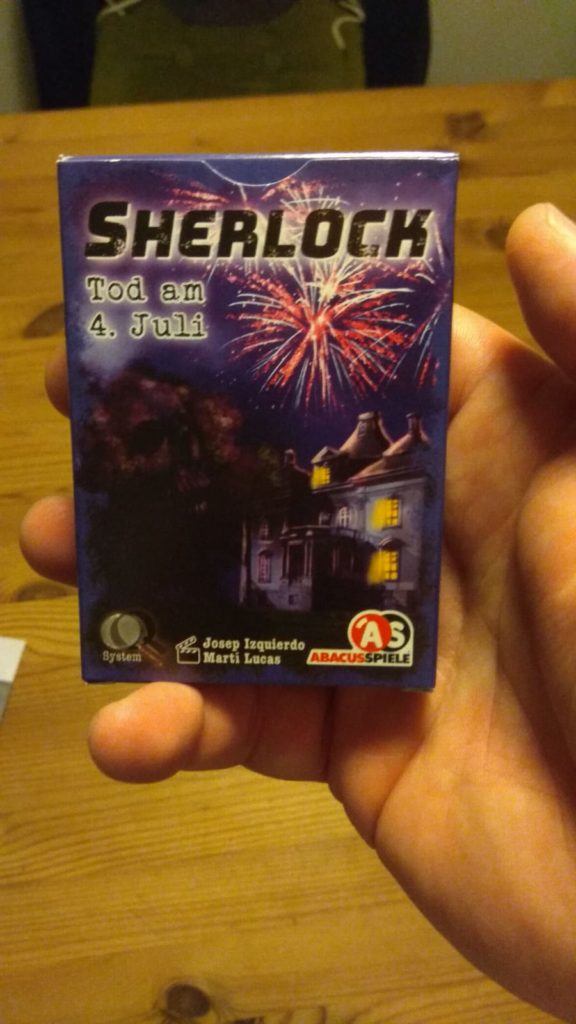 SHERLOCK
Tod am
4. Juli
System
Josep Izquierdo
Martí Lucas
AS
ABACUSSPIELE